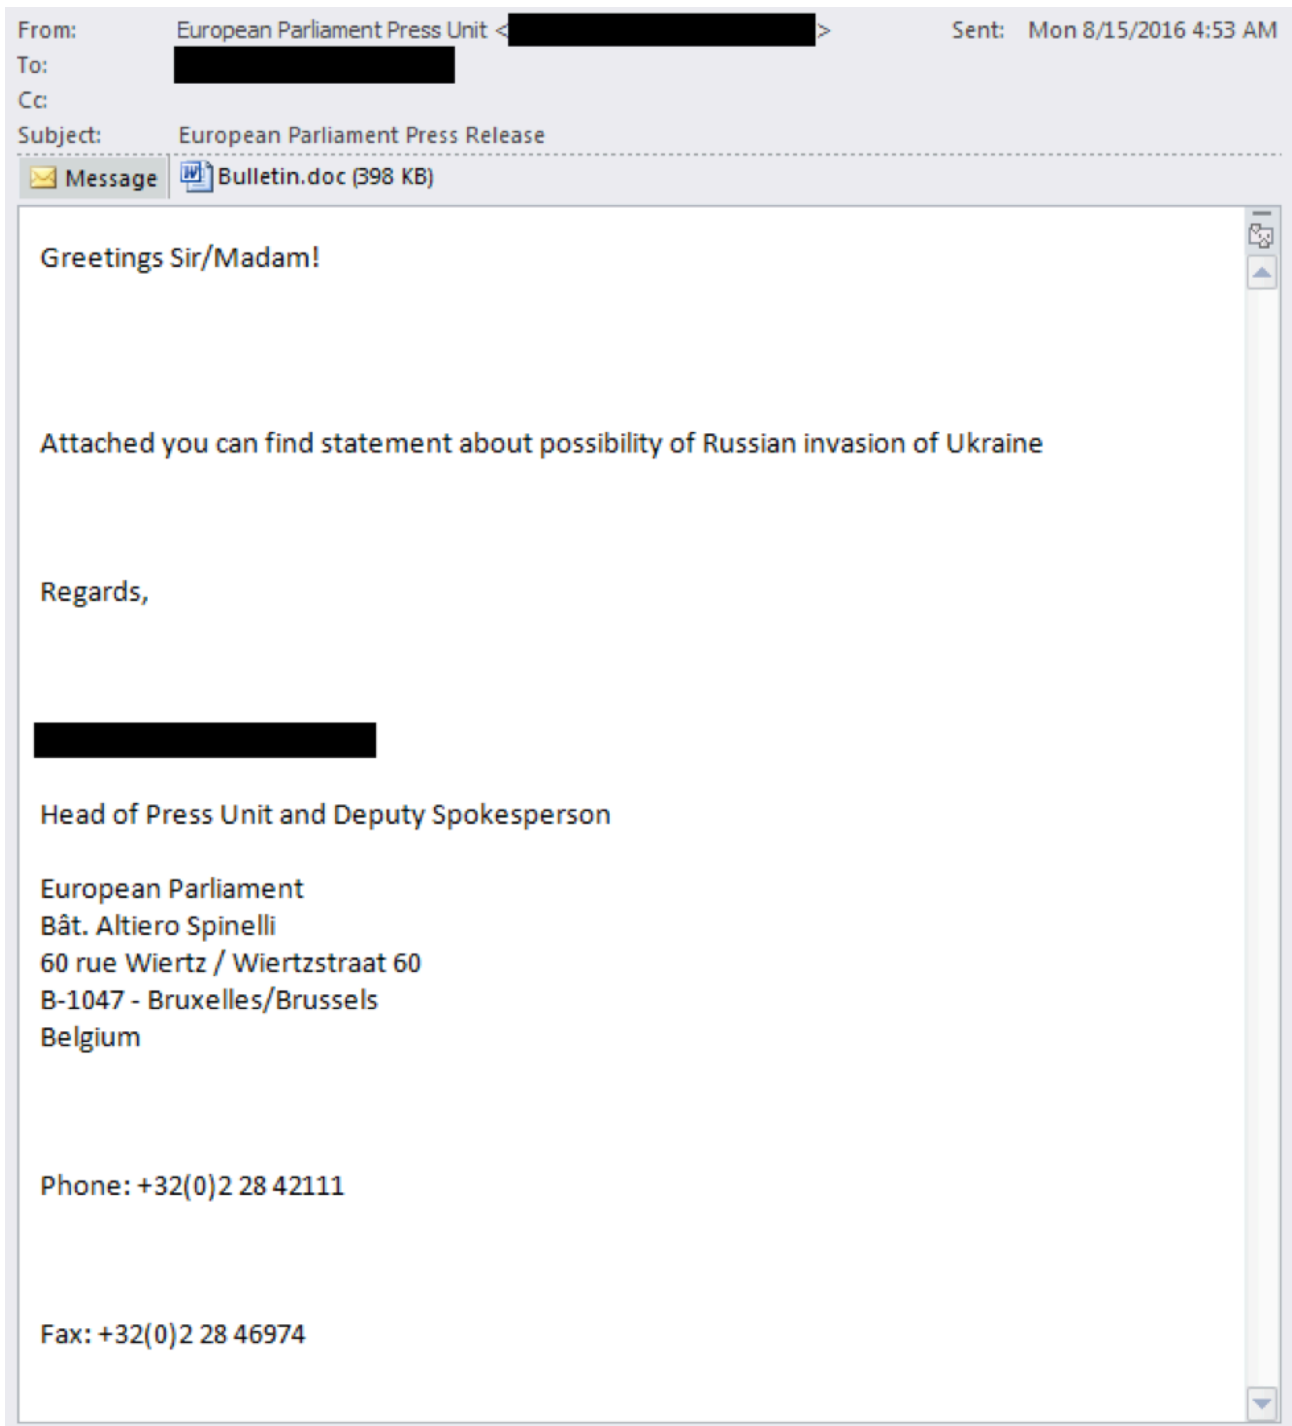 From: European Parliament Press Unit < > Sent: Mon 8/15/2016 4:53 AM
To:
Cc:
Subject: European Parliament Press Release
Message Bulletin.doc (398 KB)
Greetings Sir/Madam!
Attached you can find statement about possibility of Russian invasion of Ukraine
Regards,
Head of Press Unit and Deputy Spokesperson
European Parliament
Bât. Altiero Spinelli
60 rue Wiertz / Wiertzstraat 60
B-1047 - Bruxelles/Brussels
Belgium
Phone: +32(0)2 28 42111
Fax: +32(0)2 28 46974